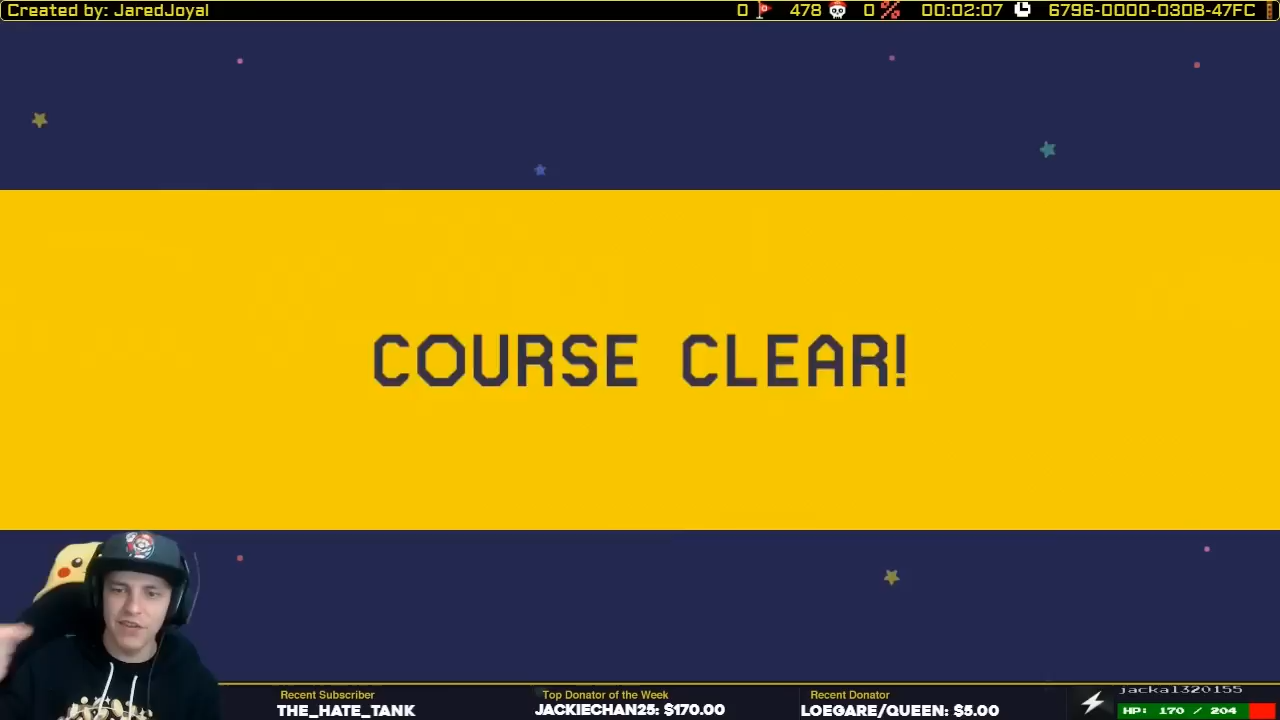 Created by: JaredJoyal
0 478 0 % 00:02:07 6796-0000-030B-47FC
COURSE CLEAR!
Recent Subscriber
THE_HATE_TANK
Top Donator of the Week
JACKIECHAN25: $170.00
Recent Donator
LOEGARE/QUEEN: $5.00
jackal320155
HP: 170 / 204